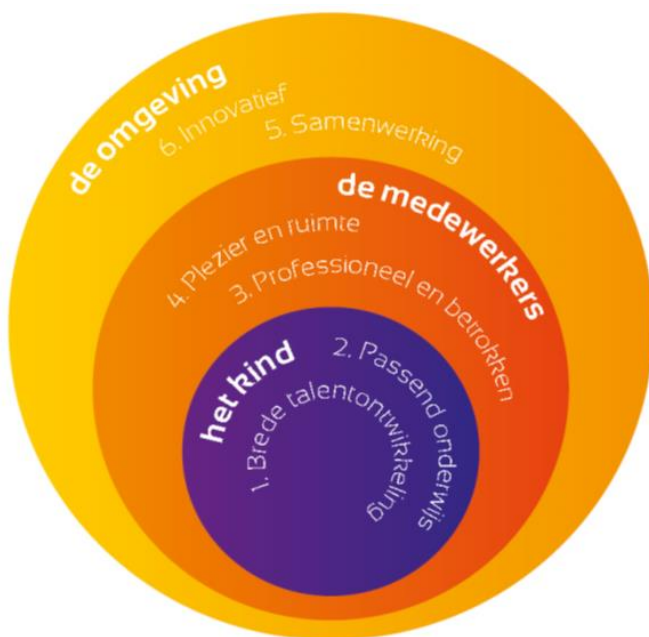 de omgeving
6. Innovatief
5. Samenwerking
de medewerkers
4. Plezier en ruimte
3. Professioneel en betrokken
het kind
2. Passend onderwijs
1. Brede talentontwikkeling